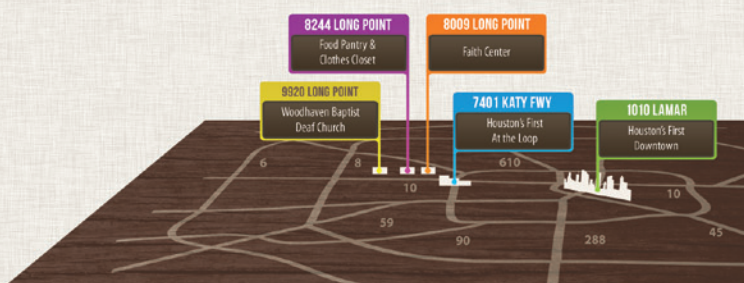 8244 LONG POINT
Food Pantry &
Clothes Closet
8009 LONG POINT
Faith Center
9920 LONG POINT
Woodhaven Baptist
Deaf Church
7401 KATY FWY
Houston's First
At the Loop
1010 LAMAR
Houston's First
Downtown
6
8
610
10
10
59
90
288
45